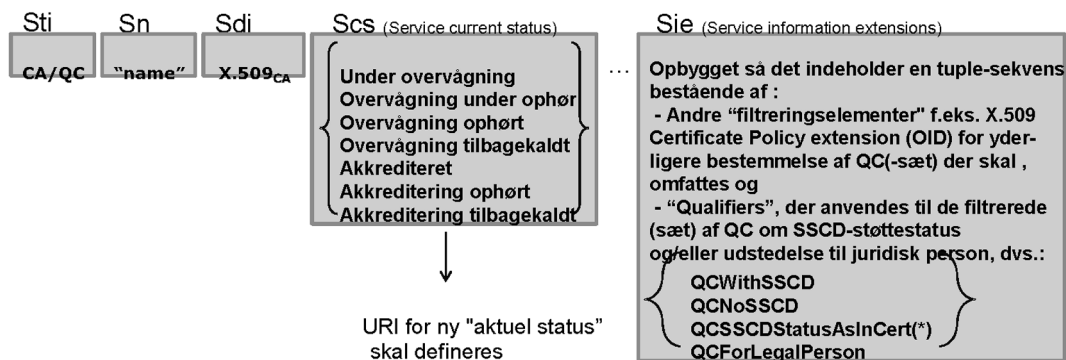 Sti
Sn
Sdi
Scs (Service current status)
Sie (Service information extensions)
CA/QC
“name”
X.509CA
Under overvågning
Overvågning under ophør
Overvågning ophørt
Overvågning tilbagekaldt
Akkrediteret
Akkreditering ophørt
Akkreditering tilbagekaldt
...
Opbygget så det indeholder en tuple-sekvens
bestående af :
- Andre “filtreringselementer" f.eks. X.509
Certificate Policy extension (OID) for yder-
ligere bestemmelse af QC(-sæt) der skal ,
omfattes og
- “Qualifiers”, der anvendes til de filtrerede
(sæt) af QC om SSCD-støttestatus
og/eller udstedelse til juridisk person, dvs.:
QCWithSSCD
QCNoSSCD
QCSSCDStatusAsInCert(*)
QCForLegalPerson
URI for ny "aktuel status”
skal defineres